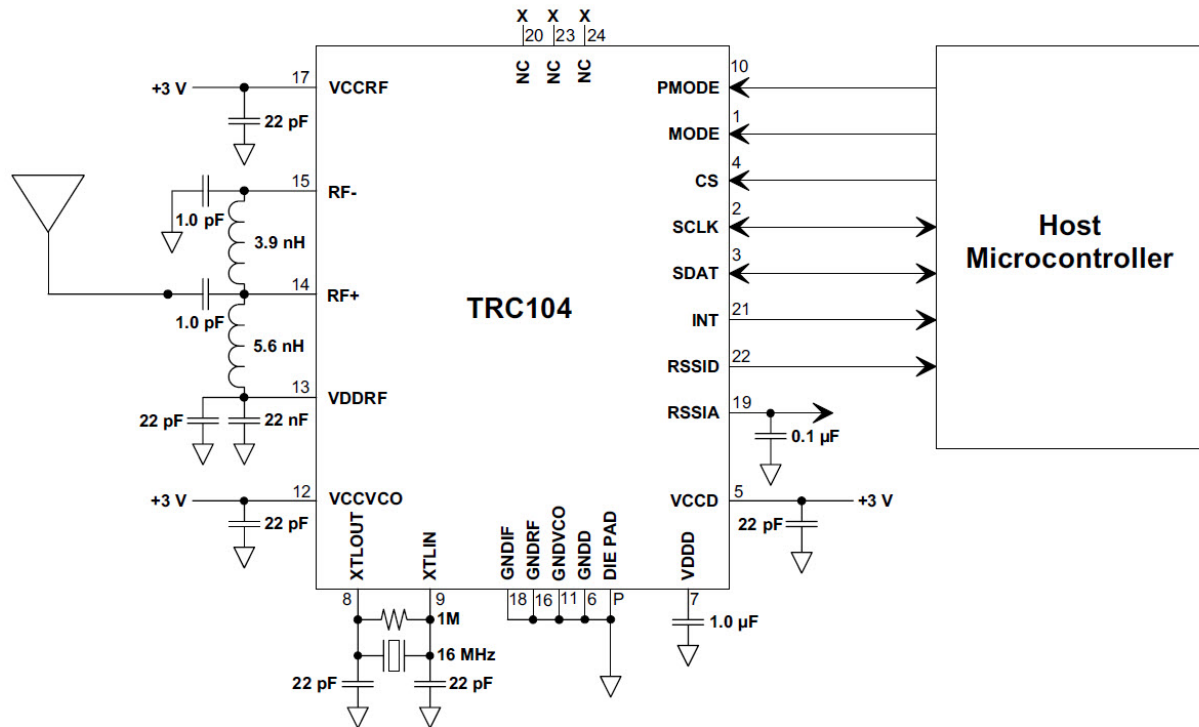 X X X
20 23 24
NC NC NC
+3 V
17
VCCRF
22 pF
15
RF-
1.0 pF
3.9 nH
14
RF+
1.0 pF
5.6 nH
13
VDDRF
22 pF
22 nF
+3 V
12
VCCVCO
22 pF
TRC104
10
PMODE
1
MODE
4
CS
2
SCLK
3
SDAT
INT
21
RSSID
22
RSSIA
19
0.1 µF
VCCD
5
+3 V
22 pF
Host
Microcontroller
XTLOUT
XTLIN
GNDIF
GNDRF
GNDVCO
GNDD
DIE PAD
VDDD
8 9 18 16 11 6 P 7
1M
16 MHz
22 pF
22 pF
1.0 µF